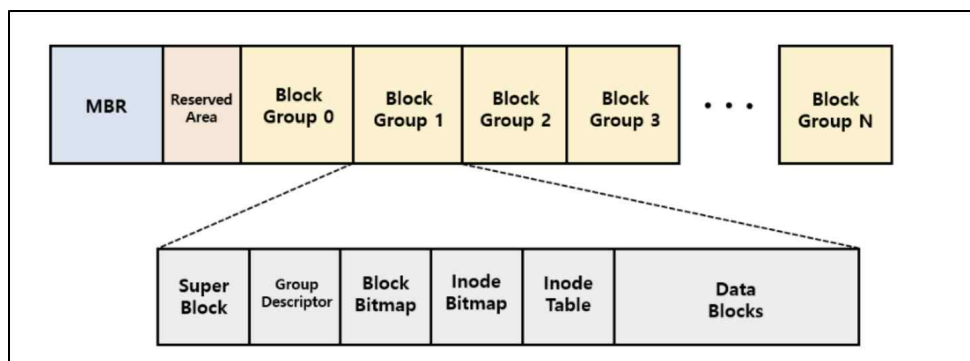 MBR
Reserved
Area
Block
Group 0
Block
Group 1
Block
Group 2
Block
Group 3
Block
Group N
Super
Block
Group
Descriptor
Block
Bitmap
Inode
Bitmap
Inode
Table
Data
Blocks